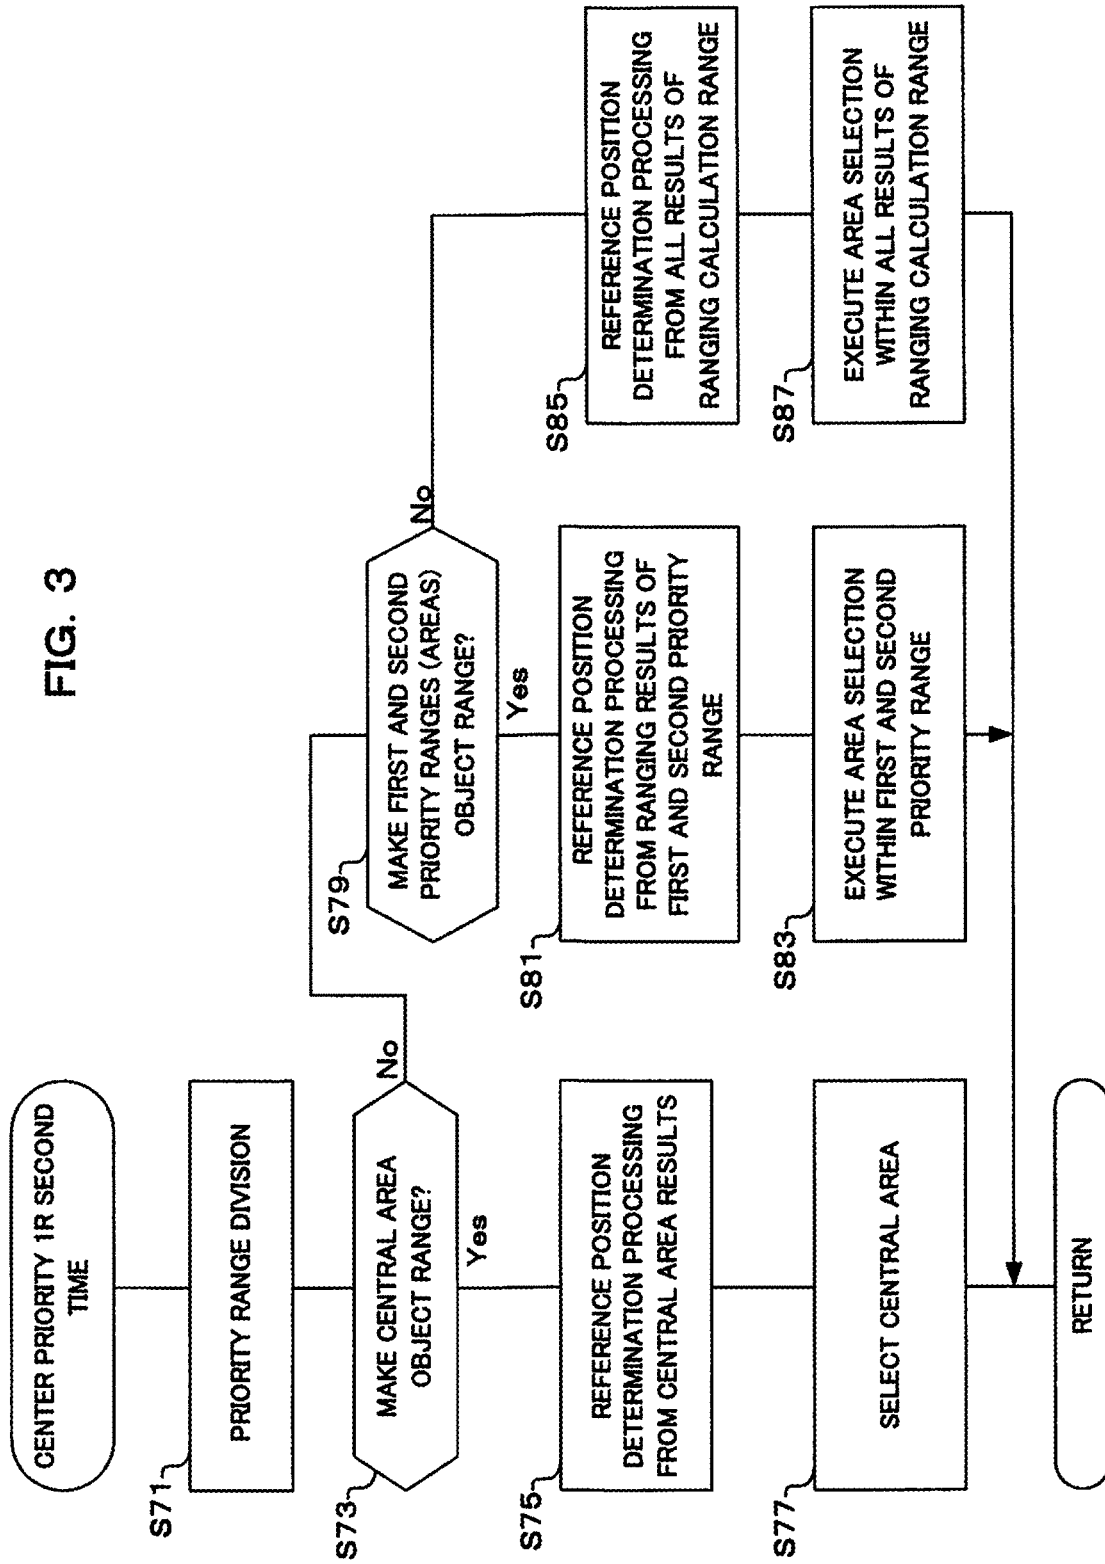 FIG. 3
CENTER PRIORITY 1R SECOND
TIME
S71
PRIORITY RANGE DIVISION
S73
MAKE CENTRAL AREA
OBJECT RANGE?
No
Yes
S75
REFERENCE POSITION
DETERMINATION PROCESSING
FROM CENTRAL AREA RESULTS
S77
SELECT CENTRAL AREA
S79
MAKE FIRST AND SECOND
PRIORITY RANGES (AREAS)
OBJECT RANGE?
No
Yes
S81
REFERENCE POSITION
DETERMINATION PROCESSING
FROM RANGING RESULTS OF
FIRST AND SECOND PRIORITY
RANGE
S83
EXECUTE AREA SELECTION
WITHIN FIRST AND SECOND
PRIORITY RANGE
S85
REFERENCE POSITION
DETERMINATION PROCESSING
FROM ALL RESULTS OF
RANGING CALCULATION RANGE
S87
EXECUTE AREA SELECTION
WITHIN ALL RESULTS OF
RANGING CALCULATION RANGE
RETURN